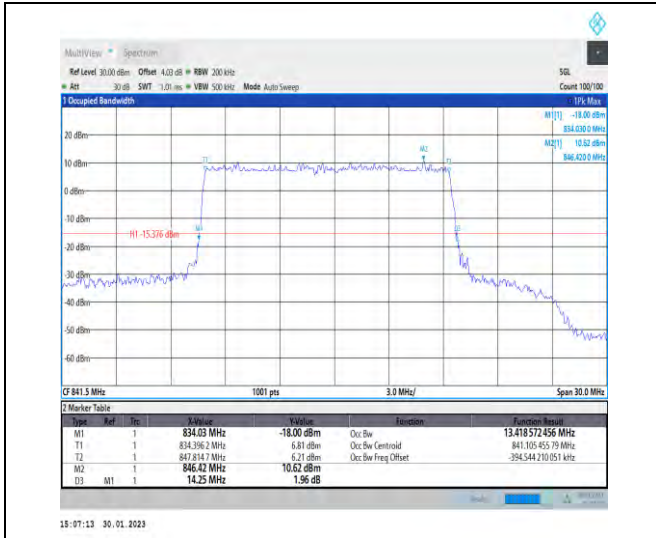 MultiView Spectrum
Ref Level 30.00 dBm Offset 4.03 dB RBW 200 kHz SGL
Att 30 dB SWT 1.01 ms VBW 500 kHz Mode Auto Sweep Count 100/100
1 Occupied Bandwidth 1Pk Max
M1[1] -18.00 dBm
834.030 0 MHz
M2[1] 10.62 dBm
846.420 0 MHz
20 dBm
M2
10 dBm
T1
0 dBm
-10 dBm
H1 -15.376 dBm
M1
D3
-20 dBm
-30 dBm
-40 dBm
-50 dBm
-60 dBm
CF 841.5 MHz 1001 pts 3.0 MHz/ Span 30.0 MHz
2 Marker Table
Type Ref Trc X-Value Y-Value Function Function Result
M1 1 834.03 MHz -18.00 dBm Occ Bw 13.418 572 456 MHz
T1 1 834.396 2 MHz 6.81 dBm Occ Bw Centroid 841.105 455 79 MHz
T2 1 847.814 7 MHz 6.21 dBm Occ Bw Freq Offset -394.544 210 051 kHz
M2 1 846.42 MHz 10.62 dBm
D3 M1 1 14.25 MHz 1.96 dB
15:07:13 30.01.2023